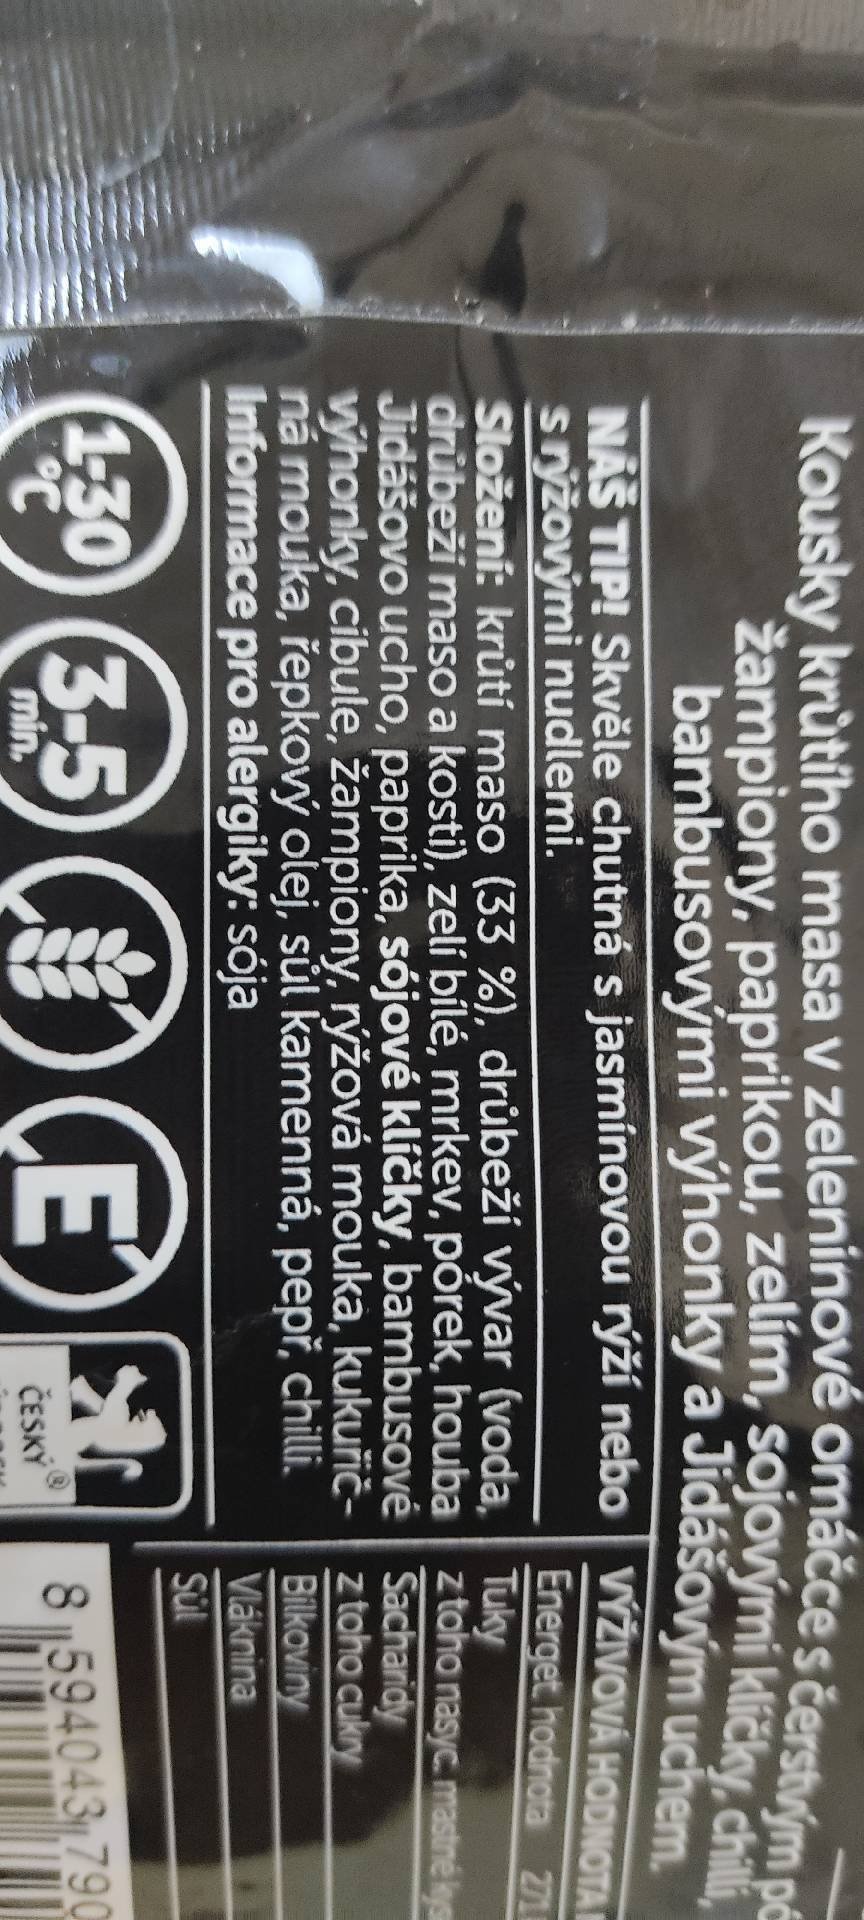 Kousky krůtího masa v zeleninové omáčce s čerstvým
žampiony, paprikou, zelím, sojovými klíčky, chilli,
bambusovými výhonky a Jidášovým uchem.
NÁŠ TIP! Skvěle chutná s jasmínovou rýží nebo
s rýžovými nudlemi.
Složení: krůtí maso (33 %), drůbeží vývar (voda,
drůbeží maso a kosti), zelí bílé, mrkev, pórek, houba
Jidášovo ucho, paprika, sójové klíčky, bambusové
výhonky, cibule, žampiony, rýžová mouka, kukuřič-
ná mouka, řepkový olej, sůl kamenná, pepř, chilli.
Informace pro alergiky: sója
VÝŽIVOVÁ HODNOTA
Energet. hodnota
Tuky
z toho nasyc. mastné
Sacharidy
z toho cukry
Bílkoviny
Vláknina
Sůl
1-30
°C
3-5
min.
E
ČESKÝ ®
8 594043 790